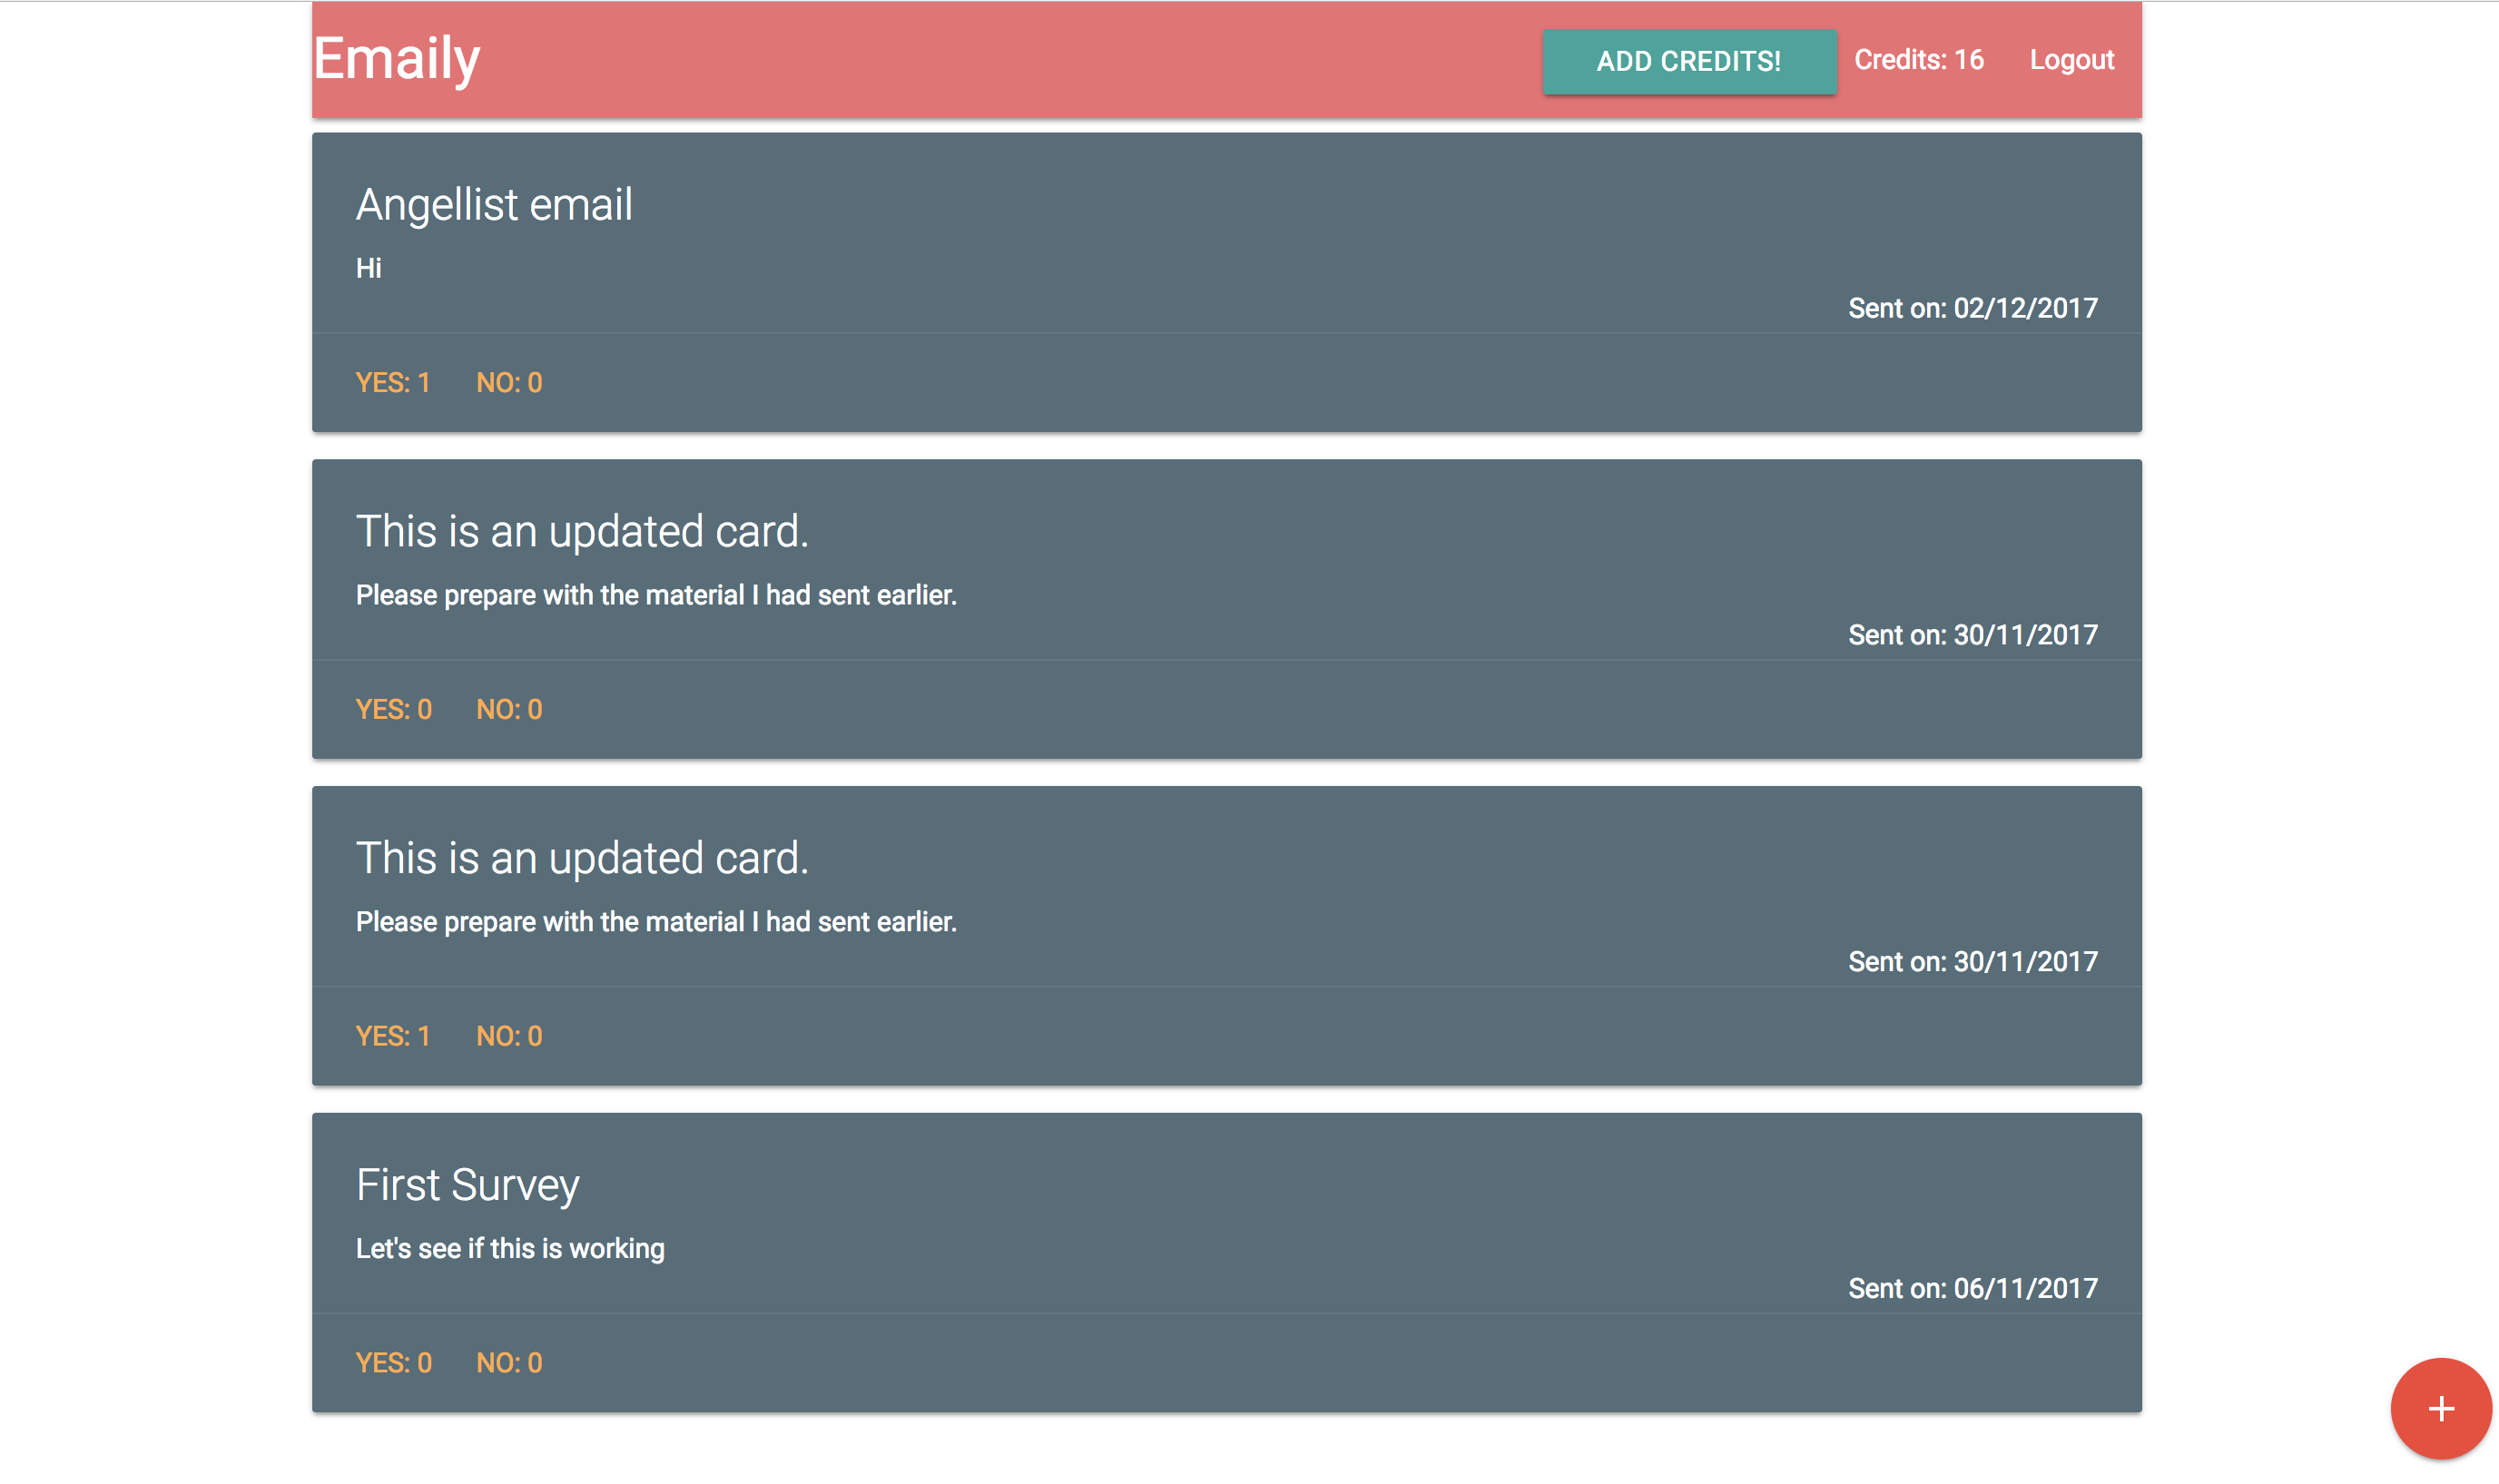 Emaily
ADD CREDITS! Credits: 16 Logout
Angellist email
Hi
Sent on: 02/12/2017
YES: 1 NO: 0
This is an updated card.
Please prepare with the material I had sent earlier.
Sent on: 30/11/2017
YES: 0 NO: 0
This is an updated card.
Please prepare with the material I had sent earlier.
Sent on: 30/11/2017
YES: 1 NO: 0
First Survey
Let's see if this is working
Sent on: 06/11/2017
YES: 0 NO: 0
+